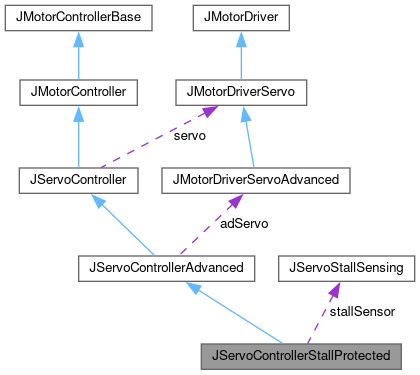 JMotorControllerBase
JMotorDriver
JMotorController
JMotorDriverServo
servo
JServoController
JMotorDriverServoAdvanced
adServo
JServoControllerAdvanced
JServoStallSensing
stallSensor
JServoControllerStallProtected